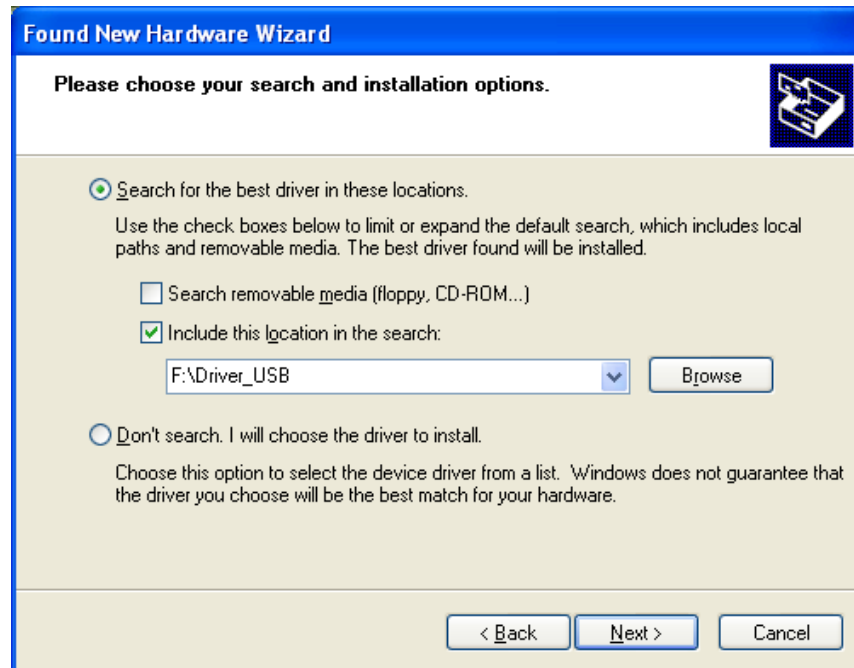 Found New Hardware Wizard
Please choose your search and installation options.
Search for the best driver in these locations.
Use the check boxes below to limit or expand the default search, which includes local
paths and removable media. The best driver found will be installed.
Search removable media (floppy, CD-ROM...)
Include this location in the search:
F:\Driver_USB
Browse
Don't search. I will choose the driver to install.
Choose this option to select the device driver from a list. Windows does not guarantee that
the driver you choose will be the best match for your hardware.
< Back
Next >
Cancel